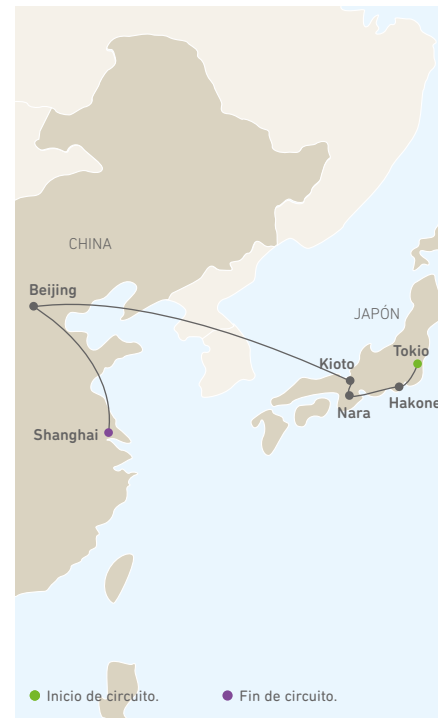 CHINA
Beijing
JAPÓN
Tokio
Kioto
Hakone
Nara
Shanghai
Inicio de circuito.
Fin de circuito.